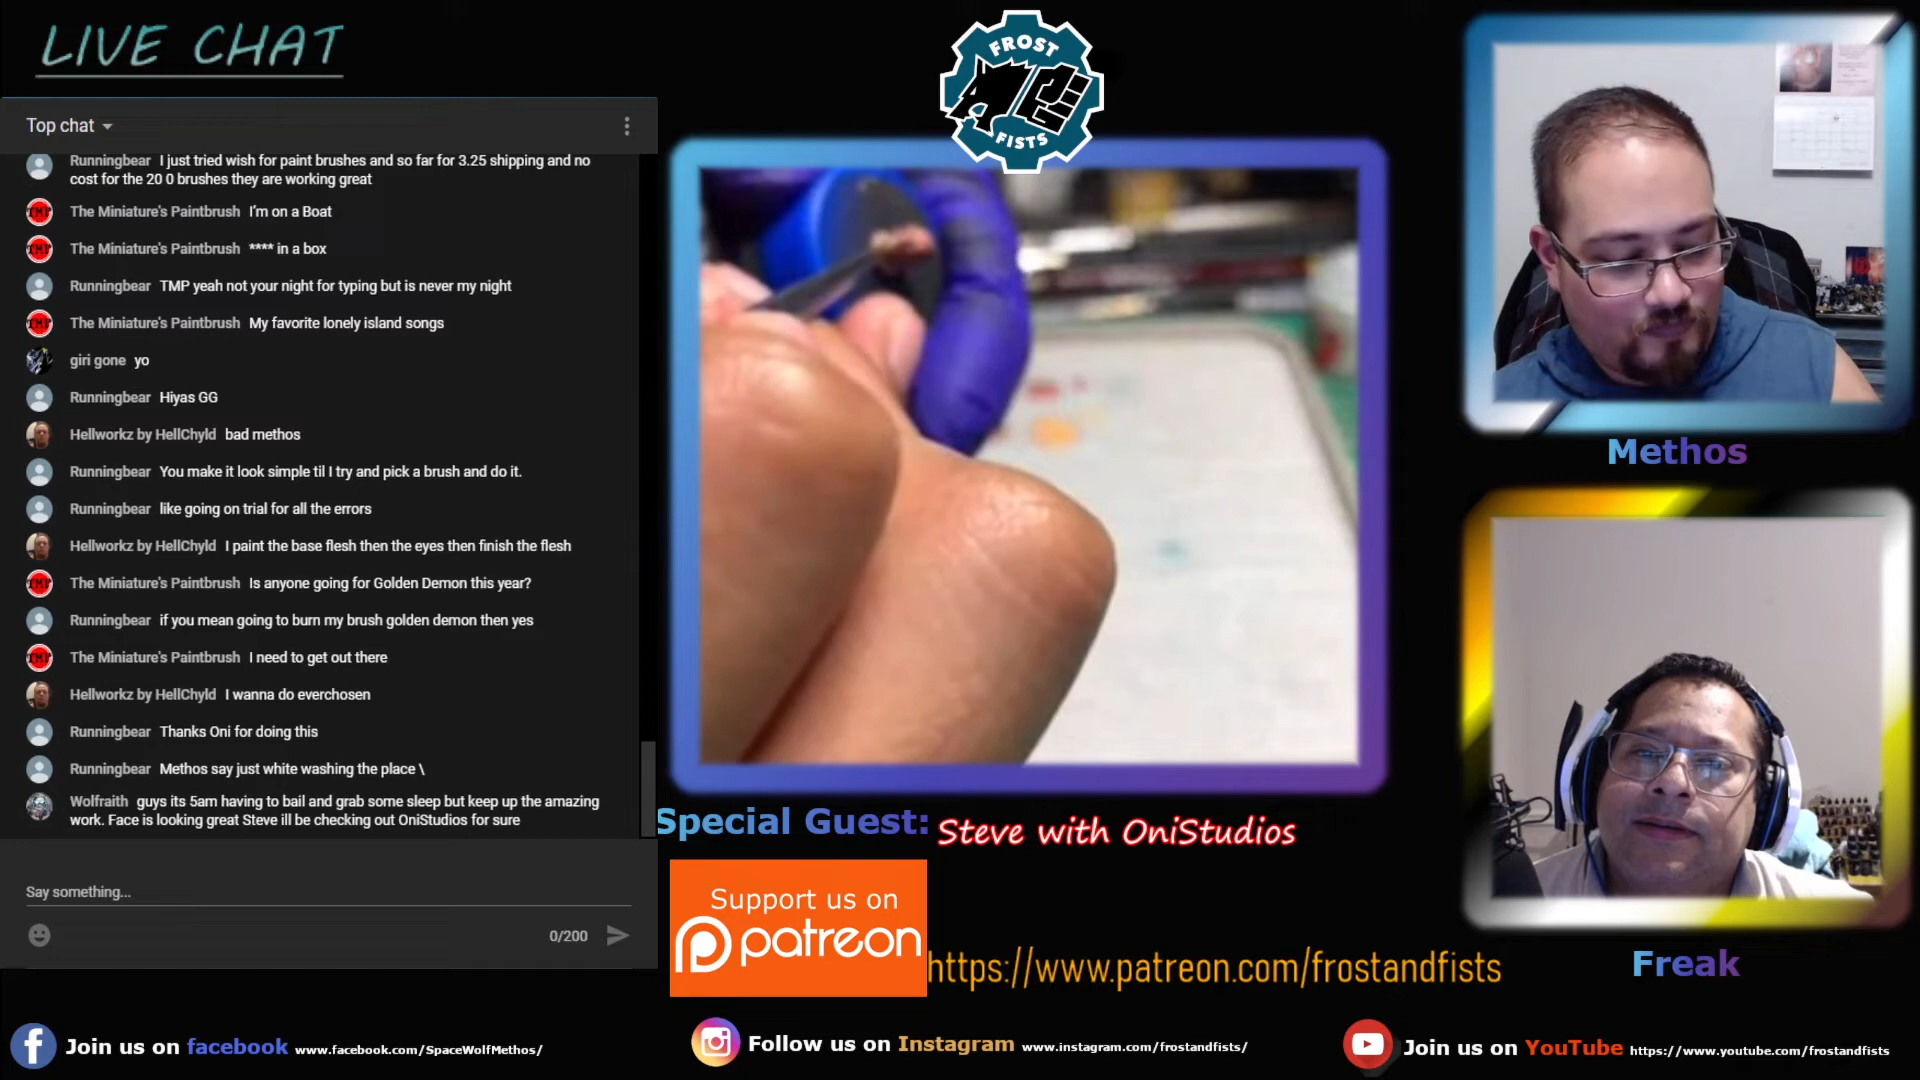 LIVE CHAT
Top chat
Runningbear I just tried wish for paint brushes and so far for 3.25 shipping and no
cost for the 20 0 brushes they are working great
The Miniature's Paintbrush I'm on a Boat
The Miniature's Paintbrush **** in a box
Runningbear TMP yeah not your night for typing but is never my night
The Miniature's Paintbrush My favorite lonely island songs
giri gone yo
Runningbear Hiyas GG
Hellworkz by HellChyld bad methos
Runningbear You make it look simple til I try and pick a brush and do it.
Runningbear like going on trial for all the errors
Hellworkz by HellChyld I paint the base flesh then the eyes then finish the flesh
The Miniature's Paintbrush Is anyone going for Golden Demon this year?
Runningbear if you mean going to burn my brush golden demon then yes
The Miniature's Paintbrush I need to get out there
Hellworkz by HellChyld I wanna do everchosen
Runningbear Thanks Oni for doing this
Runningbear Methos say just white washing the place \
Wolfraith guys its 5am having to bail and grab some sleep but keep up the amazing
work. Face is looking great Steve ill be checking out OniStudios for sure
Say something...
0/200
FROST
FISTS
Methos
Freak
Special Guest: Steve with OniStudios
Support us on
patreon
https://www.patreon.com/frostandfists
Join us on facebook www.facebook.com/SpaceWolfMethos/
Follow us on Instagram www.instagram.com/frostandfists/
Join us on YouTube https://www.youtube.com/frostandfists